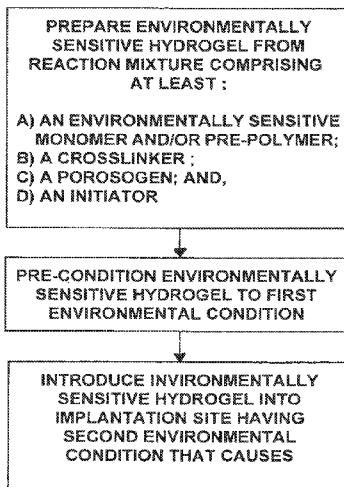 PREPARE ENVIRONMENTALLY
SENSITIVE HYDROGEL FROM
REACTION MIXTURE COMPRISING
AT LEAST :
A) AN ENVIRONMENTALLY SENSITIVE
MONOMER AND/OR PRE-POLYMER;
B) A CROSSLINKER ;
C) A POROSOGEN; AND,
D) AN INITIATOR
PRE-CONDITION ENVIRONMENTALLY
SENSITIVE HYDROGEL TO FIRST
ENVIRONMENTAL CONDITION
INTRODUCE INVIRONMENTALLY
SENSITIVE HYDROGEL INTO
IMPLANTATION SITE HAVING
SECOND ENVIRONMENTAL
CONDITION THAT CAUSES